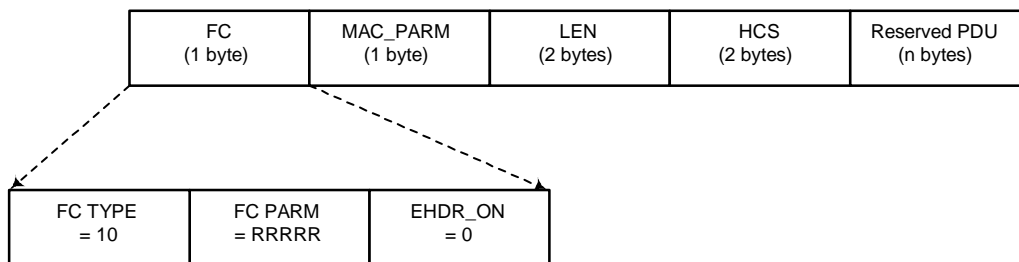 FC
(1 byte)
MAC_PARM
(1 byte)
LEN
(2 bytes)
HCS
(2 bytes)
Reserved PDU
(n bytes)
FC TYPE
= 10
FC PARM
= RRRRR
EHDR_ON
= 0